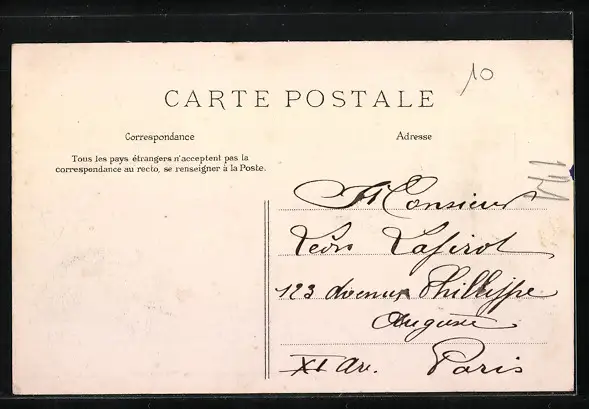 10
CARTE POSTALE
Correspondance
Adresse
Tous les pays étrangers n'acceptent pas la
correspondance au recto, se renseigner à la Poste.
Monsieur
Léon Lafirol
123 avenue Phillippe
Auguste
XI ar. Paris